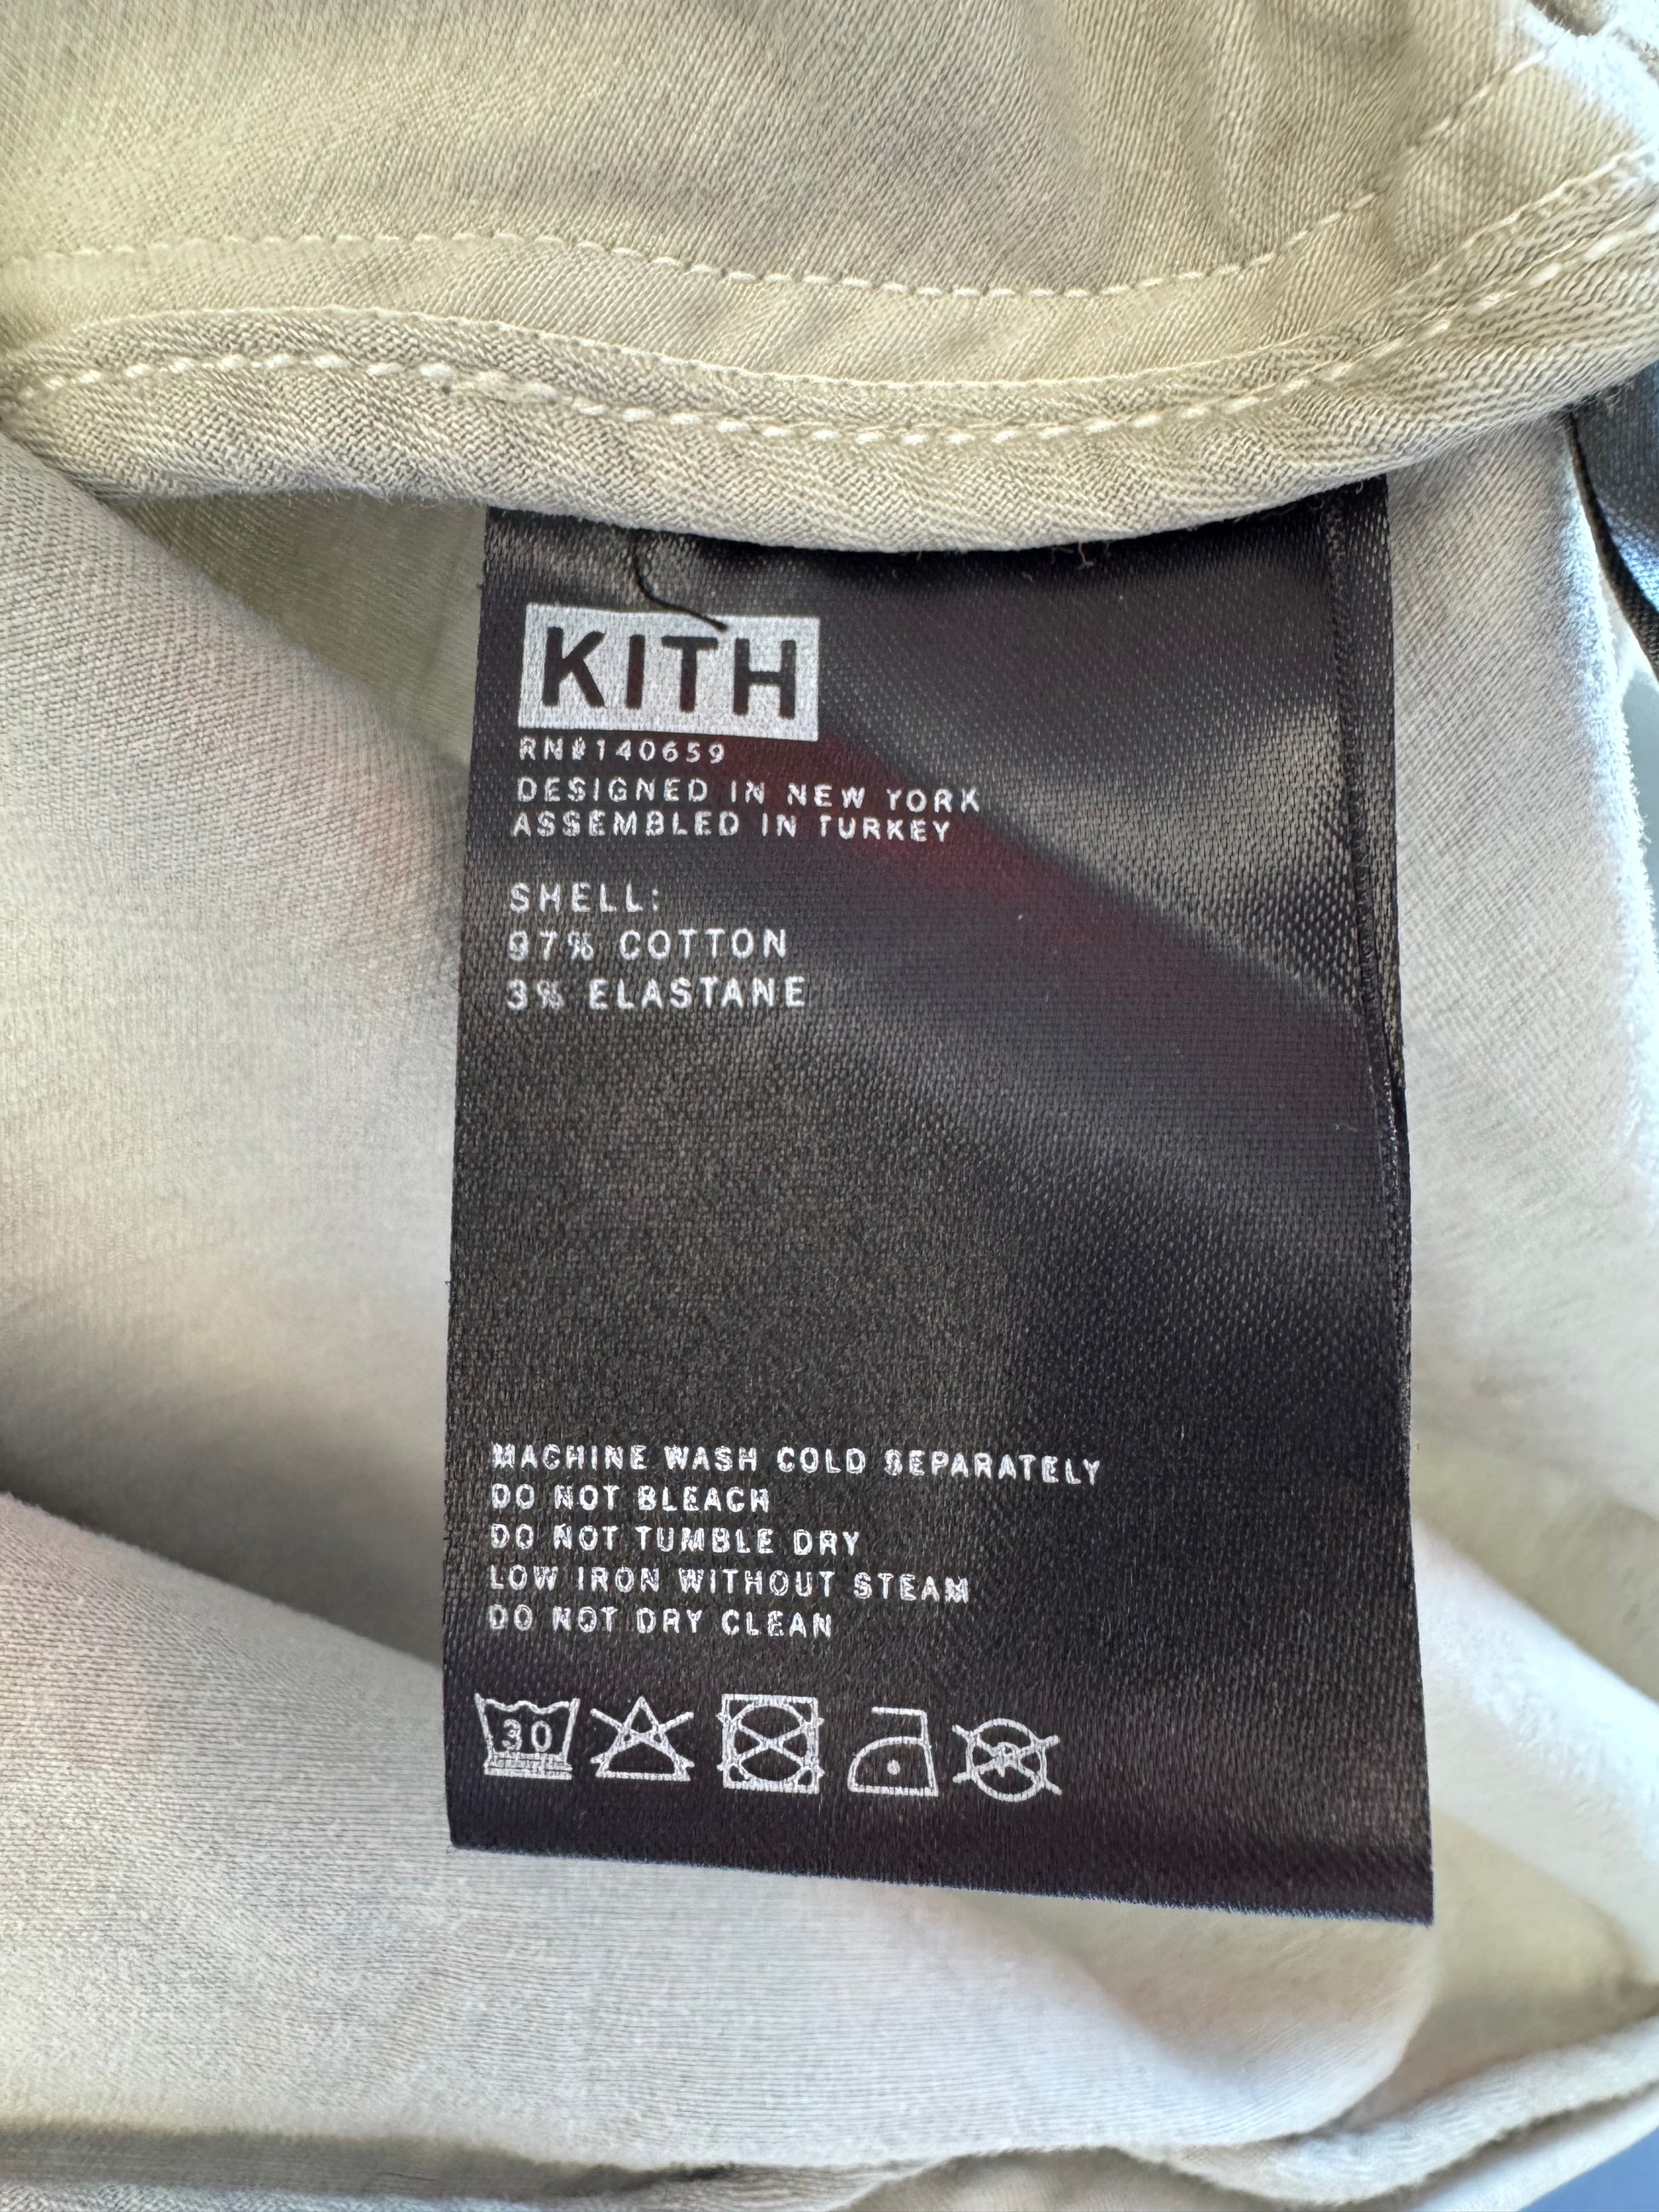 KITH
RN#140659
DESIGNED IN NEW YORK
ASSEMBLED IN TURKEY
SHELL:
97% COTTON
3% ELASTANE
MACHINE WASH COLD SEPARATELY
DO NOT BLEACH
DO NOT TUMBLE DRY
LOW IRON WITHOUT STEAM
DO NOT DRY CLEAN
30